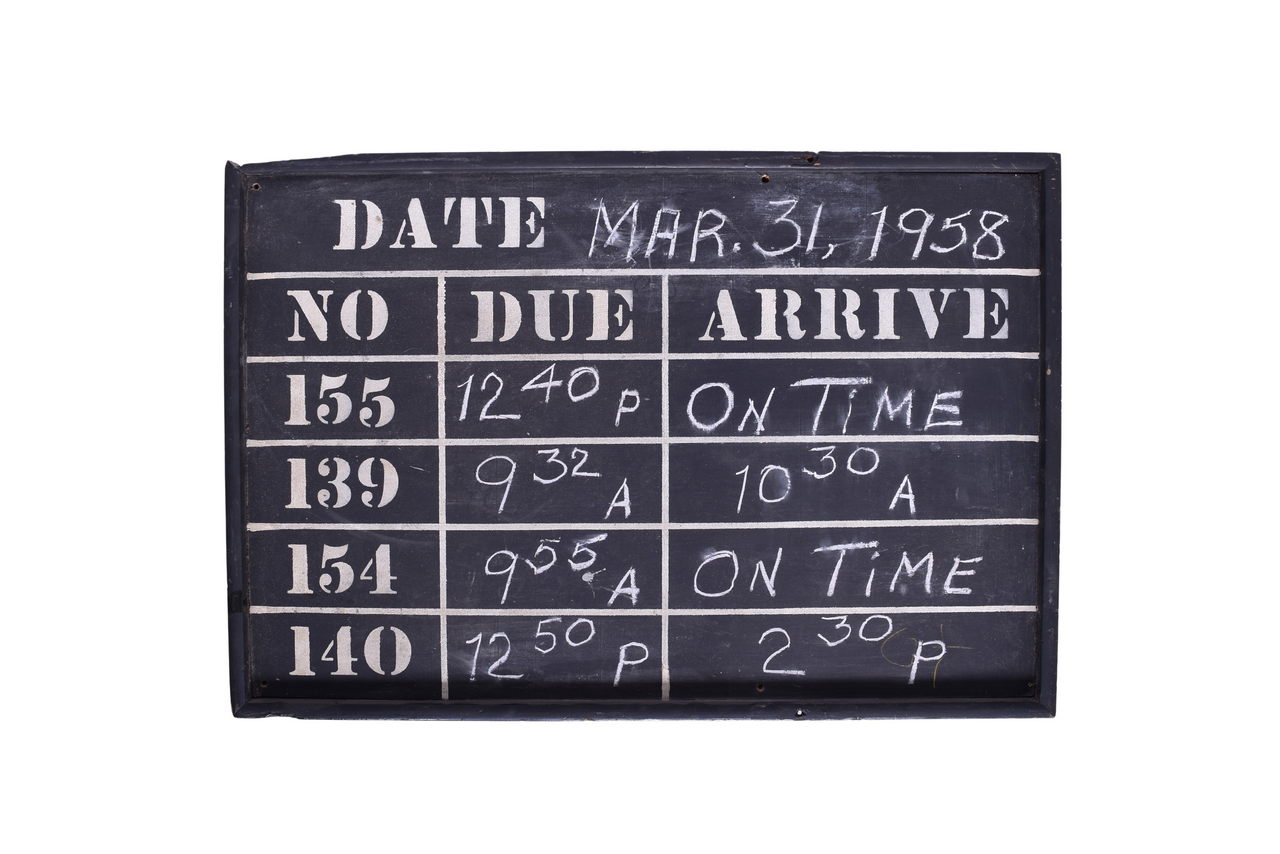 DATE MAR. 31, 1958
NO DUE ARRIVE
155 12 40 P ON TiME
139 9 32 A 10 30 A
154 9 55 A ON TiME
140 12 50 P 2 30 P